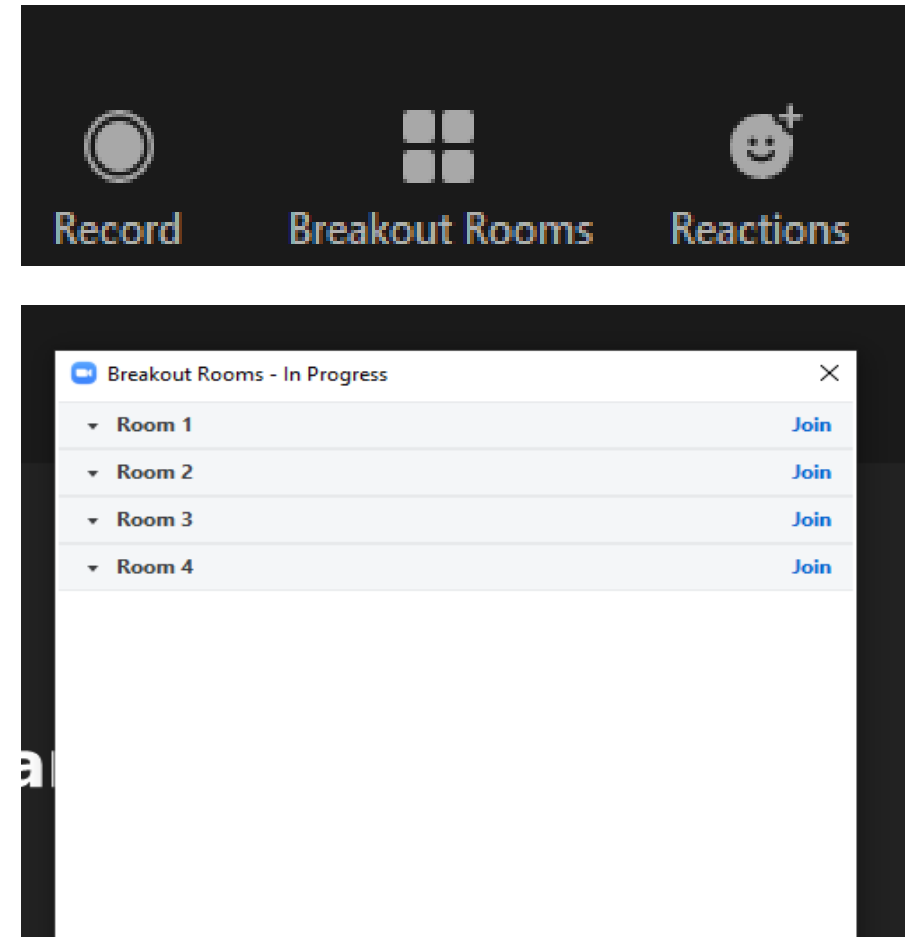 Record Breakout Rooms Reactions
Breakout Rooms - In Progress
Room 1 Join
Room 2 Join
Room 3 Join
Room 4 Join